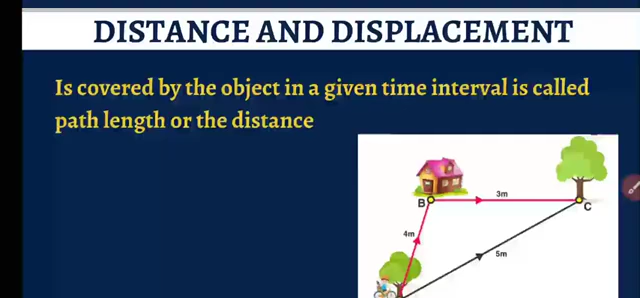 DISTANCE AND DISPLACEMENT
Is covered by the object in a given time interval is called
path length or the distance
3m
B
C
4m
5m